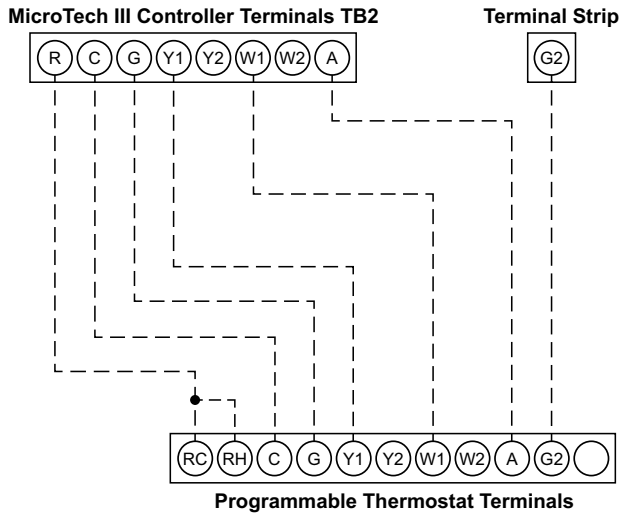 MicroTech III Controller Terminals TB2
Terminal Strip
R C G Y1 Y2 W1 W2 A
G2
RC RH C G Y1 Y2 W1 W2 A G2
Programmable Thermostat Terminals